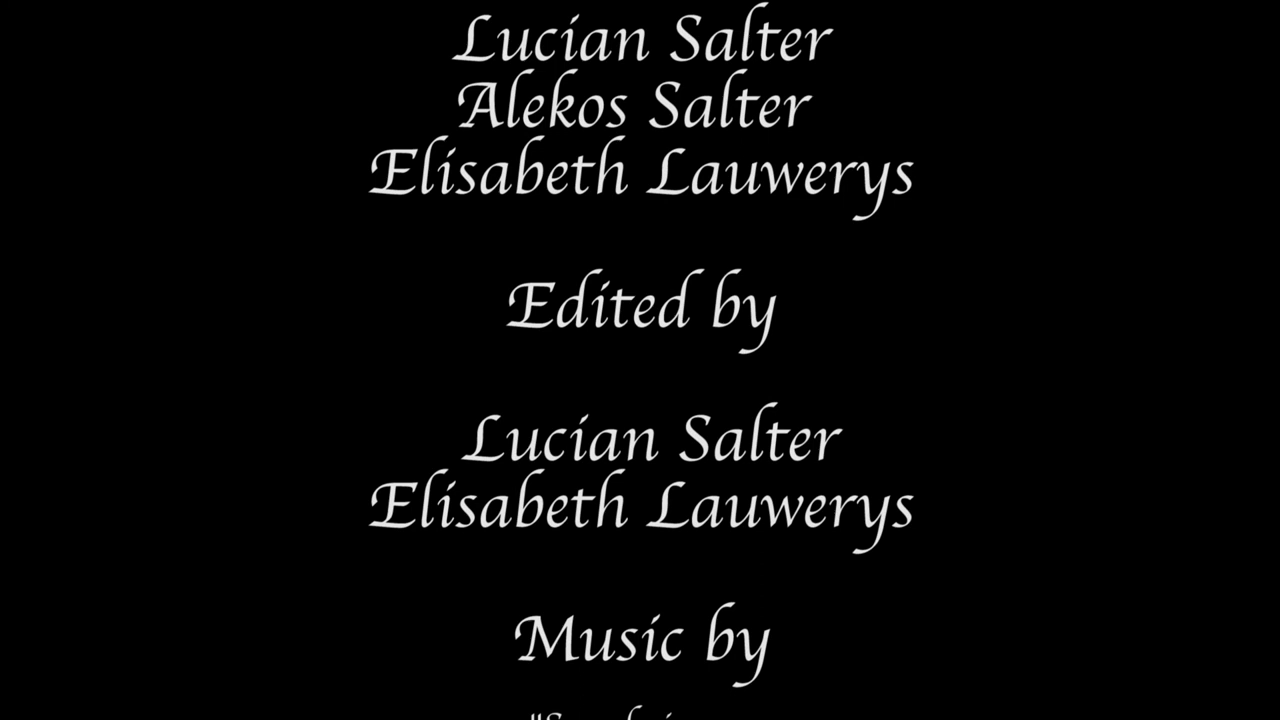 Lucian Salter
Alekos Salter
Elisabeth Lauwerys
Edited by
Lucian Salter
Elisabeth Lauwerys
Music by